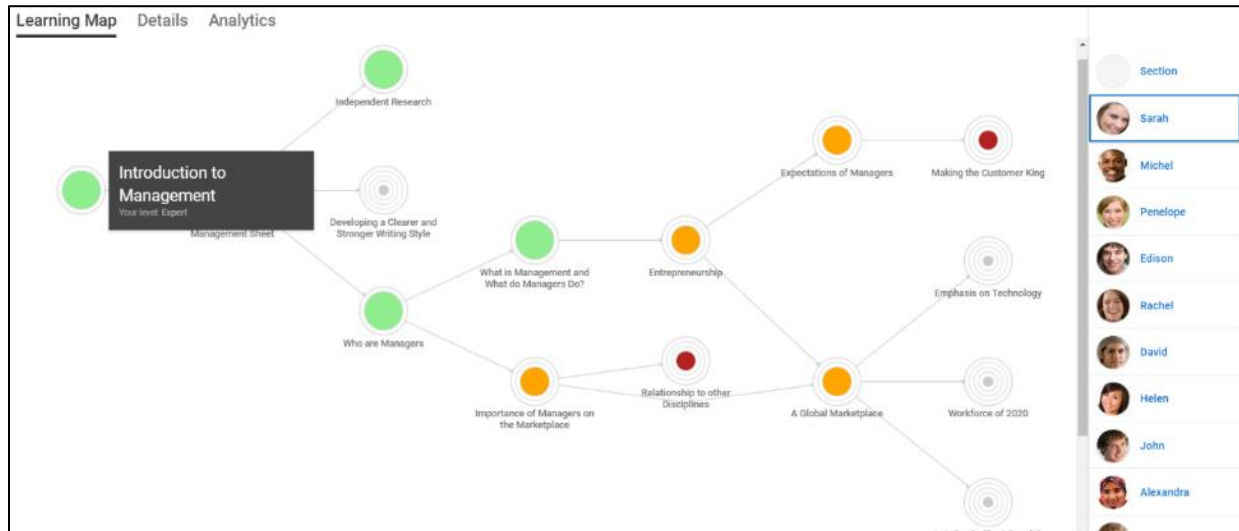 Learning Map Details Analytics
Independent Research
Introduction to
Management
Your level: Expert
Management Sheet
Developing a Clearer and
Stronger Writing Style
What is Management and
What do Managers Do?
Who are Managers
Importance of Managers on
the Marketplace
Relationship to other
Disciplines
Entrepreneurship
Expectations of Managers
Making the Customer King
Emphasis on Technology
A Global Marketplace
Workforce of 2020
Section
Sarah
Michel
Penelope
Edison
Rachel
David
Helen
John
Alexandra